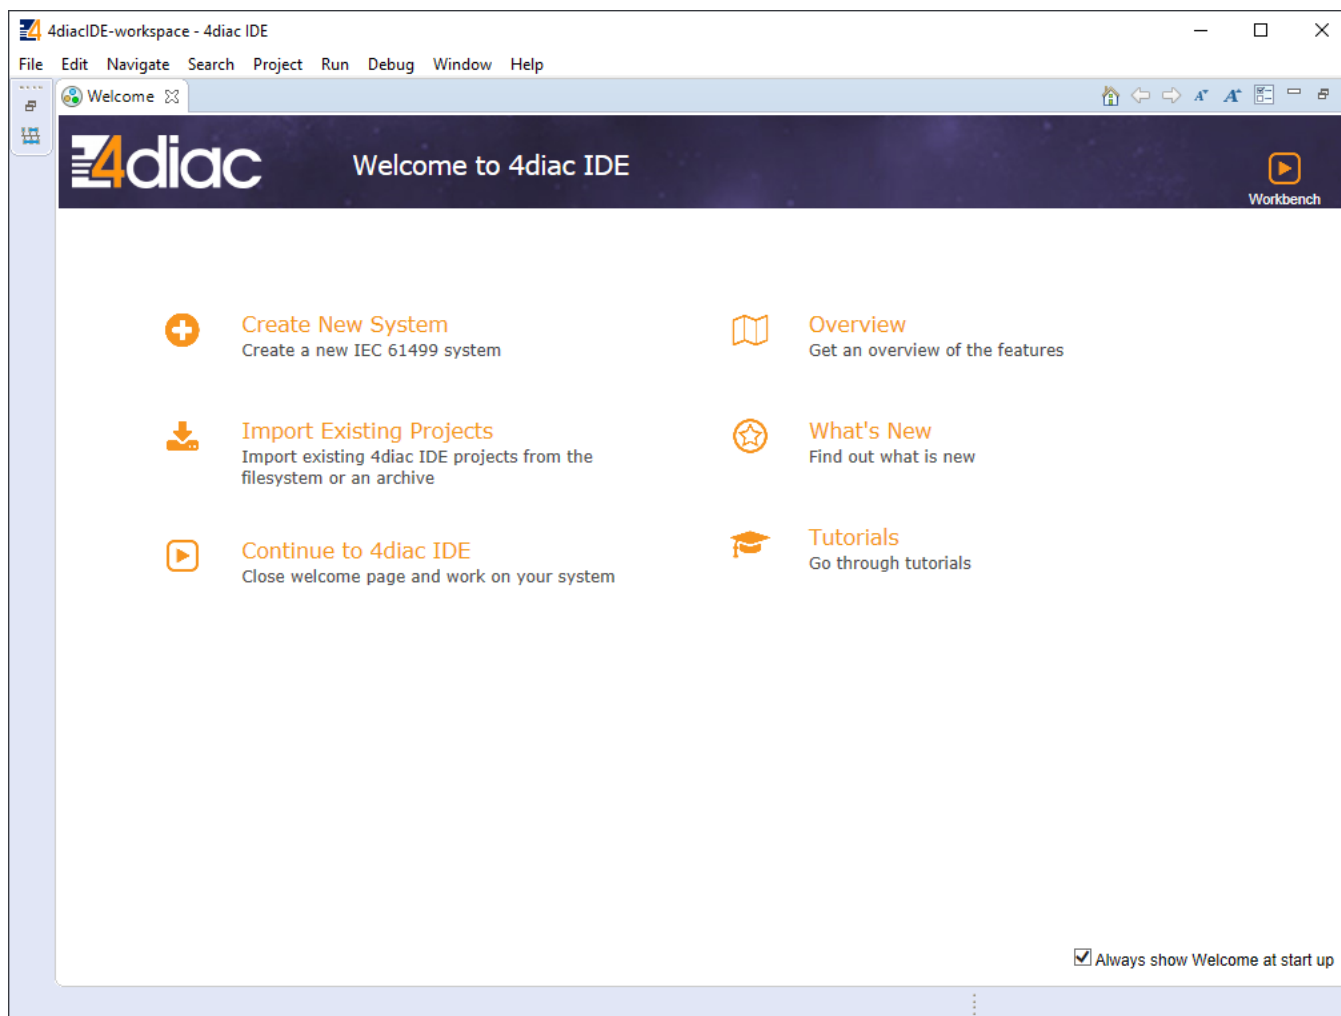 4diacIDE-workspace - 4diac IDE
File Edit Navigate Search Project Run Debug Window Help
Welcome
4diac
Welcome to 4diac IDE
Workbench
Create New System
Create a new IEC 61499 system
Overview
Get an overview of the features
Import Existing Projects
Import existing 4diac IDE projects from the
filesystem or an archive
What's New
Find out what is new
Continue to 4diac IDE
Close welcome page and work on your system
Tutorials
Go through tutorials
Always show Welcome at start up